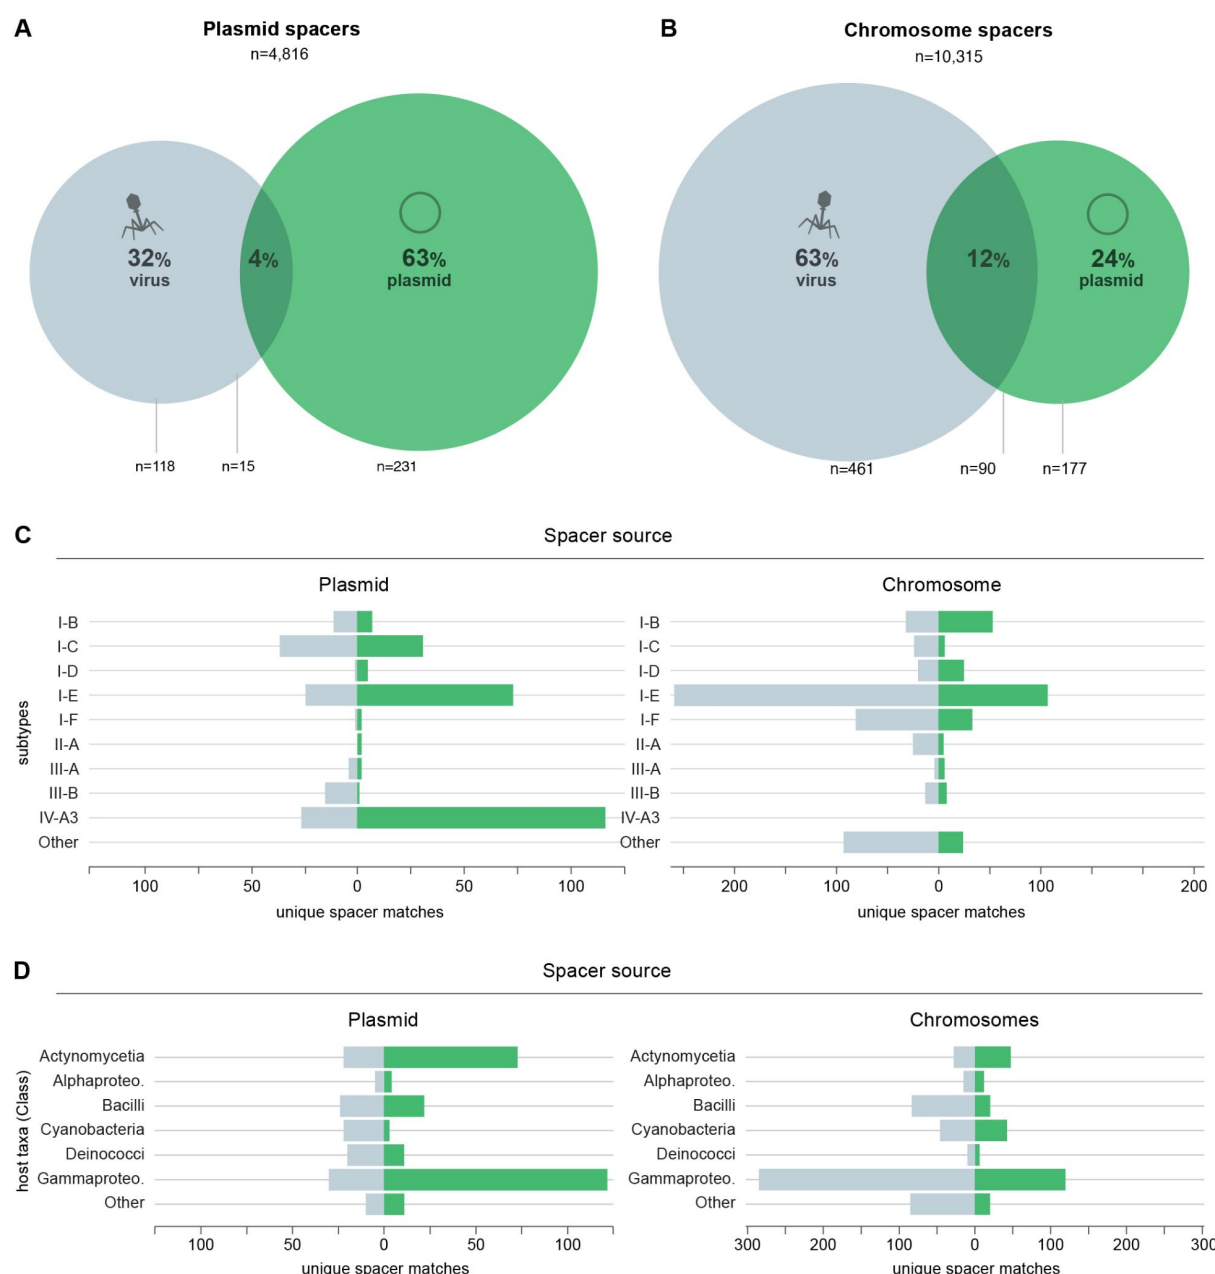 A
Plasmid spacers
n=4,816
32%
virus
4%
63%
plasmid
n=118
n=15
n=231
B
Chromosome spacers
n=10,315
63%
virus
12%
24%
plasmid
n=461
n=90
n=177
C
Spacer source
Plasmid
subtypes
I-B
I-C
I-D
I-E
I-F
II-A
III-A
III-B
IV-A3
Other
100 50 0 50 100
unique spacer matches
Chromosome
I-B
I-C
I-D
I-E
I-F
II-A
III-A
III-B
IV-A3
Other
200 100 0 100 200
unique spacer matches
D
Spacer source
Plasmid
host taxa (Class)
Actynomycetia
Alphaproteo.
Bacilli
Cyanobacteria
Deinococci
Gammaproteo.
Other
100 50 0 50 100
unique spacer matches
Chromosomes
Actynomycetia
Alphaproteo.
Bacilli
Cyanobacteria
Deinococci
Gammaproteo.
Other
300 200 100 0 100 200 300
unique spacer matches